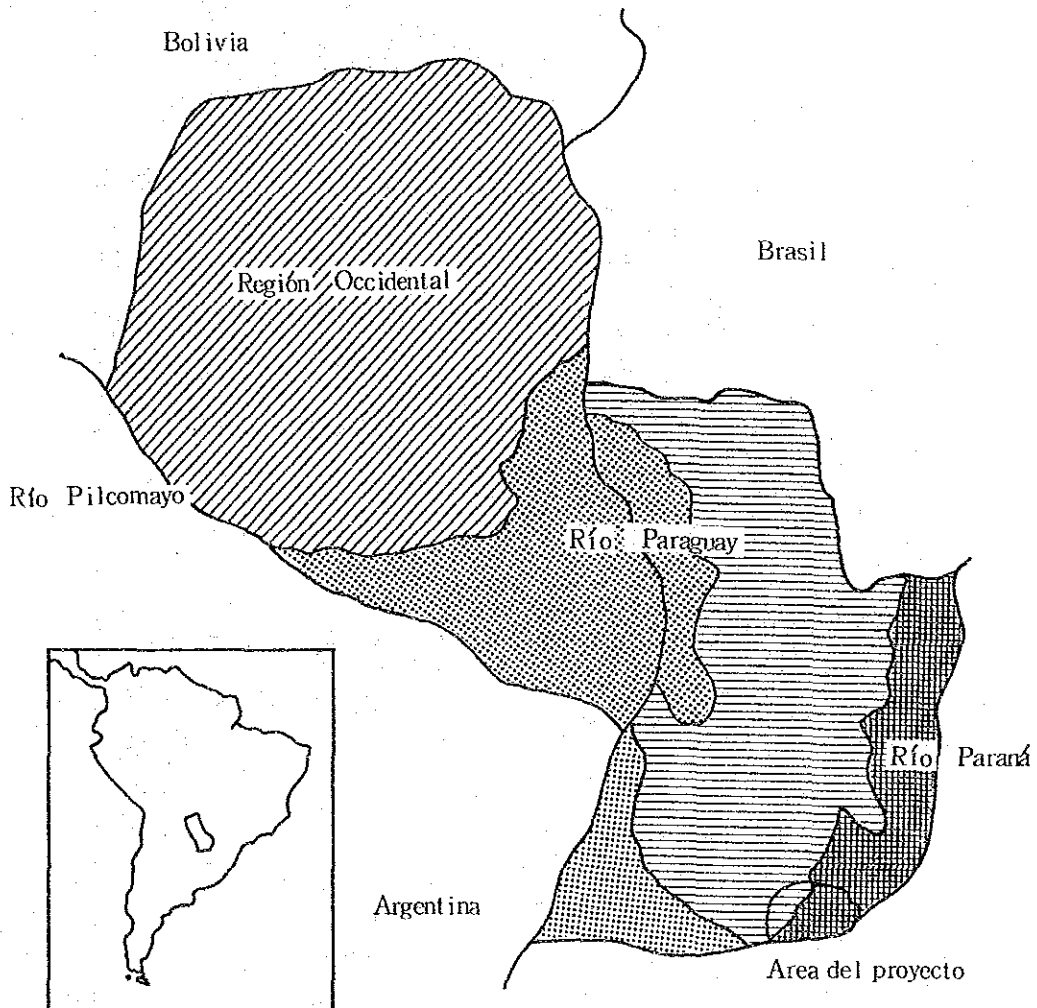 Bolivia
Brasil
Región Occidental
Río Pilcomayo
Río Paraguay
Río Paraná
Argentina
Area del proyecto